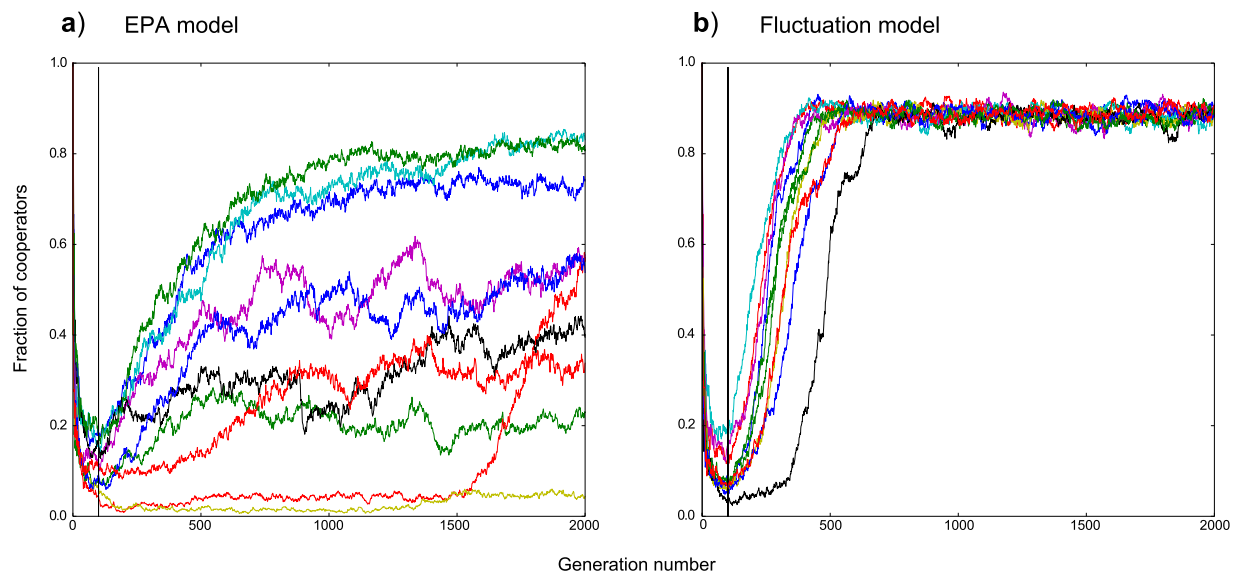 a) EPA model
b) Fluctuation model
Fraction of cooperators
1.0
0.8
0.6
0.4
0.2
0.0
0 500 1000 1500 2000
1.0
0.8
0.6
0.4
0.2
0.0
0 500 1000 1500 2000
Generation number